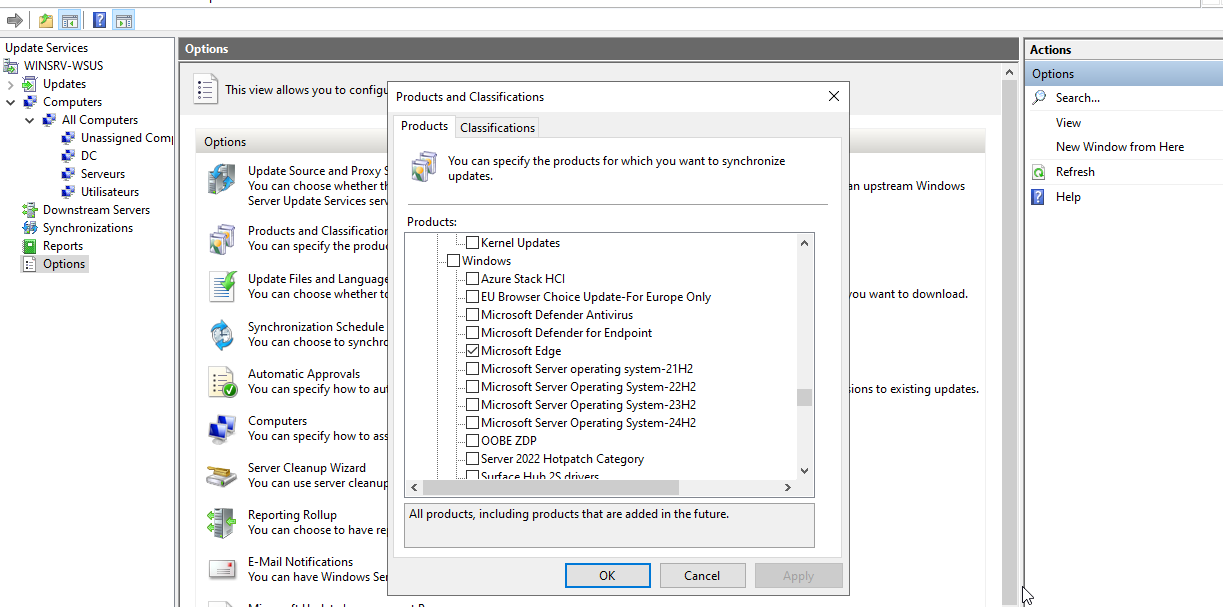 Update Services
WINSRV-WSUS
Updates
Computers
All Computers
Unassigned Comp
DC
Serveurs
Utilisateurs
Downstream Servers
Synchronizations
Reports
Options
Options
This view allows you to configu
Options
Update Source and Proxy S
You can choose whether th
an upstream Windows
Server Update Services serv
Products and Classification
You can specify the produc
Update Files and Language
You can choose whether to
you want to download.
Synchronization Schedule
You can choose to synchro
Automatic Approvals
You can specify how to aut
sions to existing updates.
Computers
You can specify how to ass
Server Cleanup Wizard
You can use server cleanup
Reporting Rollup
You can choose to have rep
E-Mail Notifications
You can have Windows Ser
Products and Classifications
Products
Classifications
You can specify the products for which you want to synchronize
updates.
Products:
Kernel Updates
Windows
Azure Stack HCI
EU Browser Choice Update-For Europe Only
Microsoft Defender Antivirus
Microsoft Defender for Endpoint
Microsoft Edge
Microsoft Server operating system-21H2
Microsoft Server Operating System-22H2
Microsoft Server Operating System-23H2
Microsoft Server Operating System-24H2
OOBE ZDP
Server 2022 Hotpatch Category
Surface Hub 2S drivers
All products, including products that are added in the future.
OK
Cancel
Apply
Actions
Options
Search...
View
New Window from Here
Refresh
Help